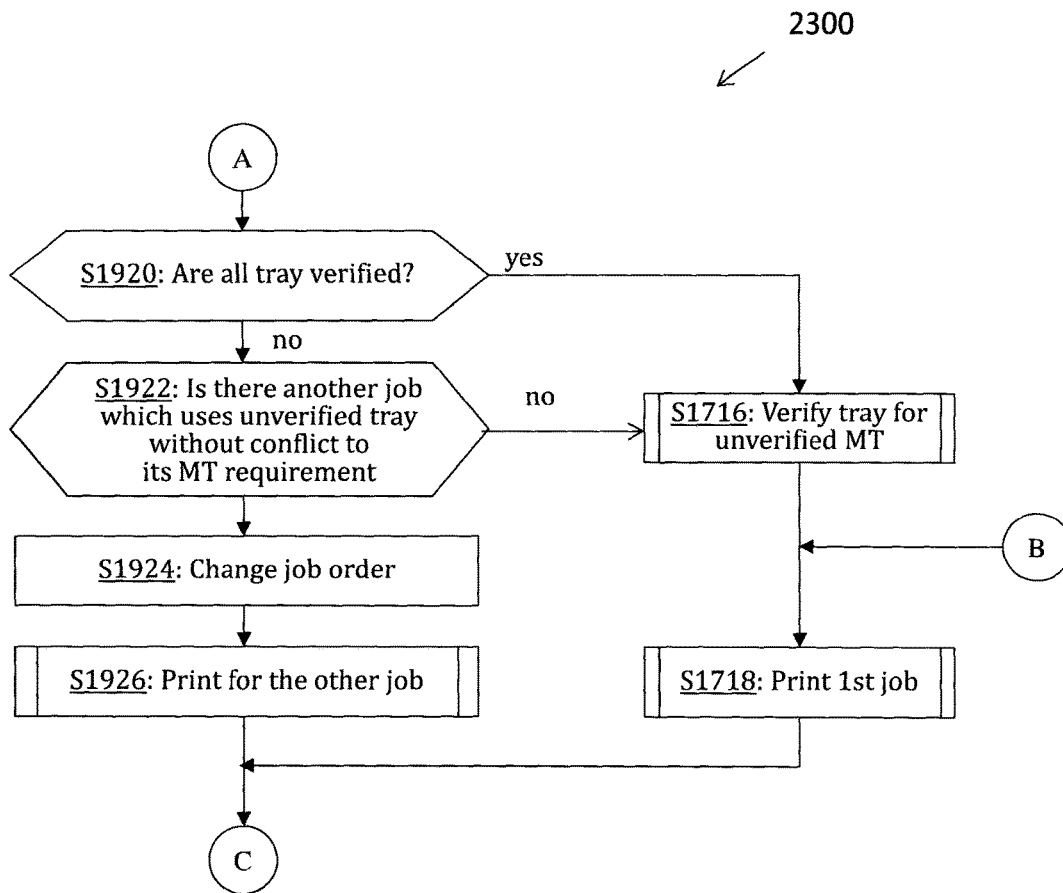 2300
A
S1920: Are all tray verified?
yes
no
S1922: Is there another job
which uses unverified tray
without conflict to
its MT requirement
no
S1716: Verify tray for
unverified MT
B
S1924: Change job order
S1926: Print for the other job
S1718: Print 1st job
C